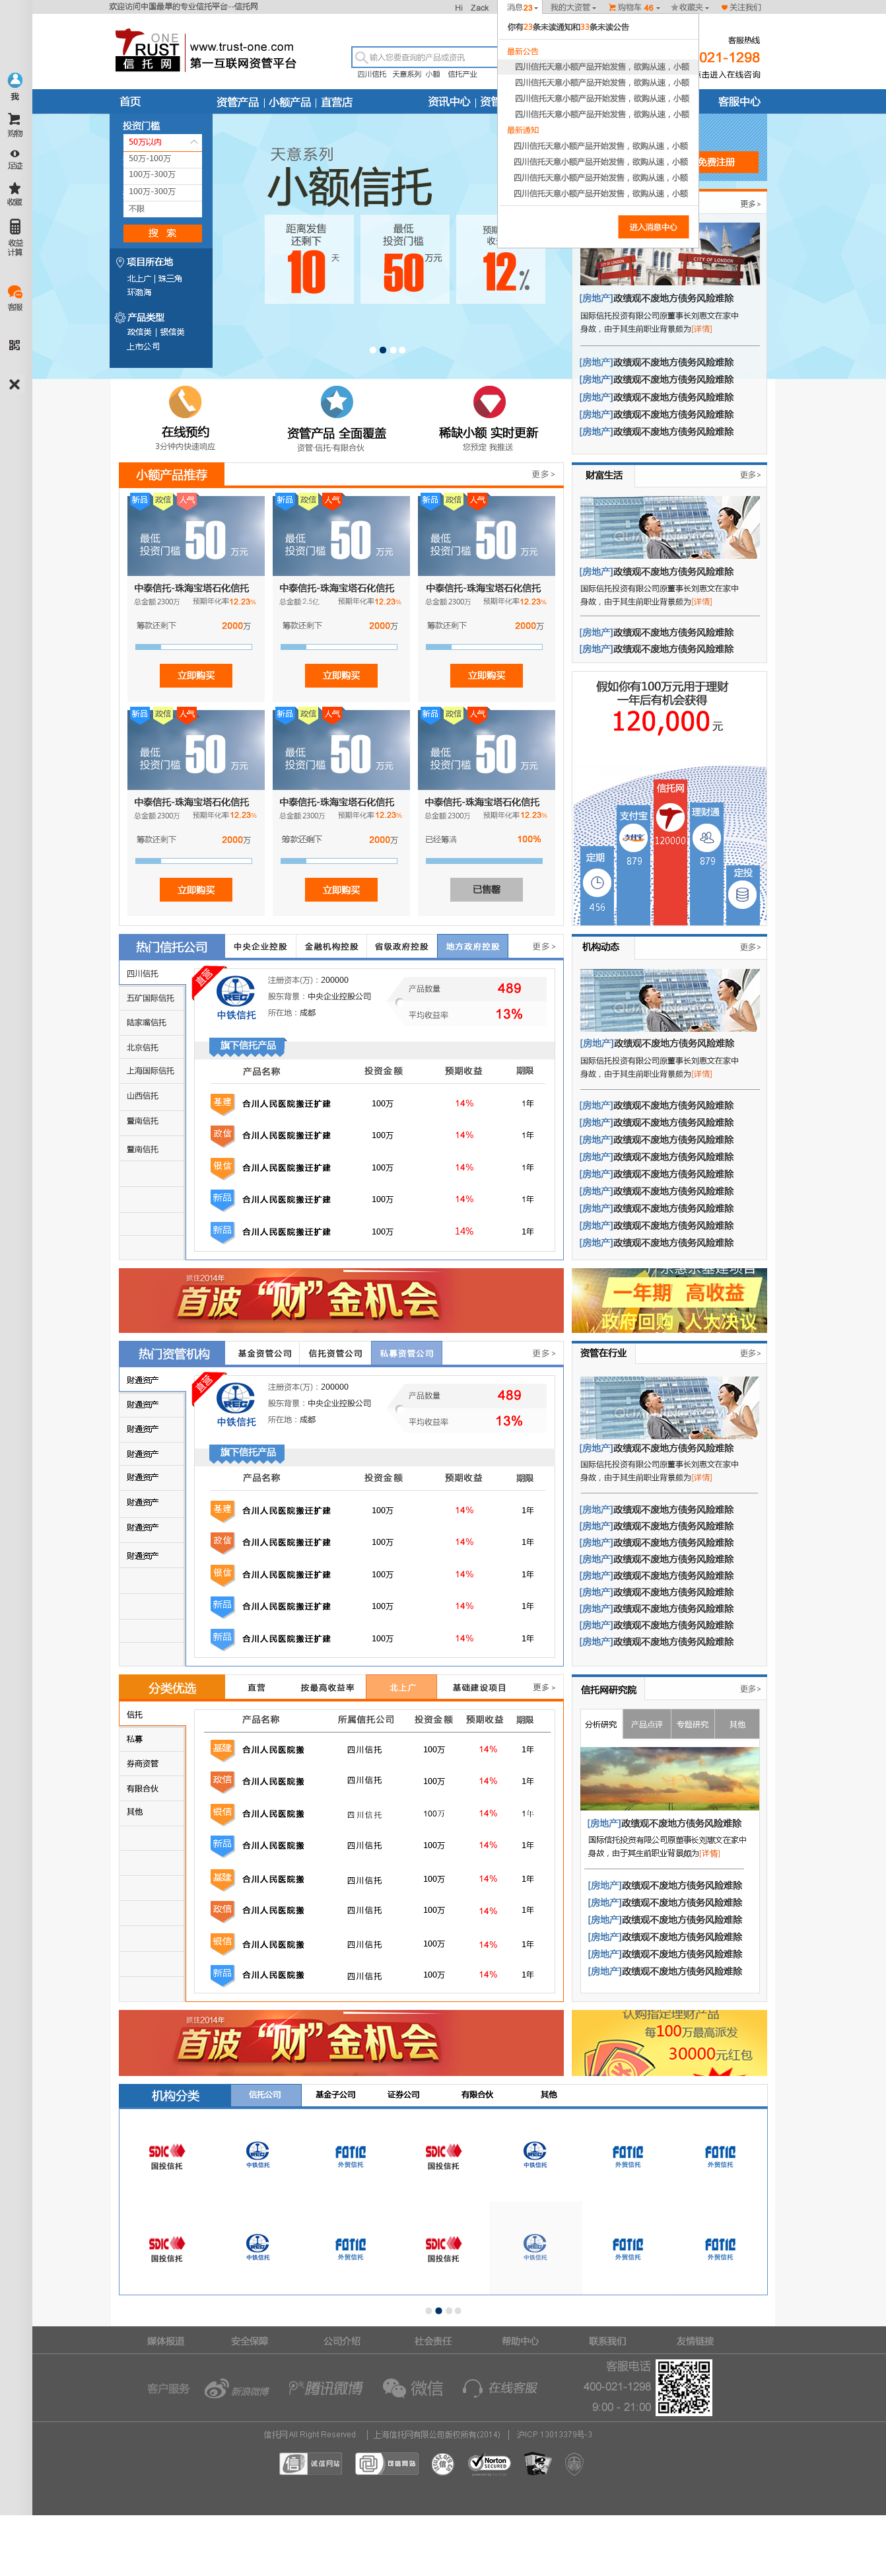 欢迎访问中国最早的专业信托平台--信托网
Hi Zack 消息23 我的大资管 购物车 46 收藏夹 关注我们
你有23条未读通知和33条未读公告
最新公告
四川信托天意小额产品开始发售，欲购从速，小额
四川信托天意小额产品开始发售，欲购从速，小额
四川信托天意小额产品开始发售，欲购从速，小额
四川信托天意小额产品开始发售，欲购从速，小额
最新通知
四川信托天意小额产品开始发售，欲购从速，小额
四川信托天意小额产品开始发售，欲购从速，小额
四川信托天意小额产品开始发售，欲购从速，小额
四川信托天意小额产品开始发售，欲购从速，小额
进入消息中心
TRUST ONE
信托网
www.trust-one.com
第一互联网资管平台
输入您要查询的产品或资讯
四川信托 天意系列 小额 信托产业
客服热线
021-1298
点击进入在线咨询
我
购物
足迹
收藏
收益
计算
客服
首页 资管产品 | 小额产品 | 直营店 资讯中心 | 资管 客服中心
投资门槛
50万以内
50万-100万
100万-300万
100万-300万
不限
搜 索
项目所在地
北上广 | 珠三角
环渤海
产品类型
政信类 | 银信类
上市公司
天意系列
小额信托
距离发售
还剩下
10 天
最低
投资门槛
50 万元
预期
收
12%
免费注册
更多>
[房地产]政绩观不废地方债务风险难除
国际信托投资有限公司原董事长刘惠文在家中
身故，由于其生前职业背景颇为[详情]
[房地产]政绩观不废地方债务风险难除
[房地产]政绩观不废地方债务风险难除
[房地产]政绩观不废地方债务风险难除
[房地产]政绩观不废地方债务风险难除
[房地产]政绩观不废地方债务风险难除
在线预约
3分钟内快速响应
资管产品 全面覆盖
资管·信托·有限合伙
稀缺小额 实时更新
您预定 我推送
小额产品推荐 更多>
新品 政信 人气
最低
投资门槛 50 万元
中泰信托-珠海宝塔石化信托
总金额2300万 预期年化率12.23%
筹款还剩下 2000万
立即购买
新品 政信 人气
最低
投资门槛 50 万元
中泰信托-珠海宝塔石化信托
总金额2.5亿 预期年化率12.23%
筹款还剩下 2000万
立即购买
新品 政信 人气
最低
投资门槛 50 万元
中泰信托-珠海宝塔石化信托
总金额2300万 预期年化率12.23%
筹款还剩下 2000万
立即购买
新品 政信 人气
最低
投资门槛 50 万元
中泰信托-珠海宝塔石化信托
总金额2300万 预期年化率12.23%
筹款还剩下 2000万
立即购买
新品 政信 人气
最低
投资门槛 50 万元
中泰信托-珠海宝塔石化信托
总金额2300万 预期年化率12.23%
筹款还剩下 2000万
立即购买
新品 政信 人气
最低
投资门槛 50 万元
中泰信托-珠海宝塔石化信托
总金额2300万 预期年化率12.23%
已经筹满 100%
已售罄
财富生活 更多>
[房地产]政绩观不废地方债务风险难除
国际信托投资有限公司原董事长刘惠文在家中
身故，由于其生前职业背景颇为[详情]
[房地产]政绩观不废地方债务风险难除
[房地产]政绩观不废地方债务风险难除
假如你有100万元用于理财
一年后有机会获得
120,000 元
定期 456
支付宝 879
信托网 120000
理财通 879
定投
热门信托公司 中央企业控股 金融机构控股 省级政府控股 地方政府控股 更多>
四川信托
五矿国际信托
陆家嘴信托
北京信托
上海国际信托
山西信托
暨南信托
暨南信托
直营
中铁信托
注册资本(万)：200000
股东背景：中央企业控股公司
所在地：成都
产品数量 489
平均收益率 13%
旗下信托产品
产品名称 投资金额 预期收益 期限
基建 合川人民医院搬迁扩建 100万 14% 1年
政信 合川人民医院搬迁扩建 100万 14% 1年
银信 合川人民医院搬迁扩建 100万 14% 1年
新品 合川人民医院搬迁扩建 100万 14% 1年
新品 合川人民医院搬迁扩建 100万 14% 1年
机构动态 更多>
[房地产]政绩观不废地方债务风险难除
国际信托投资有限公司原董事长刘惠文在家中
身故，由于其生前职业背景颇为[详情]
[房地产]政绩观不废地方债务风险难除
[房地产]政绩观不废地方债务风险难除
[房地产]政绩观不废地方债务风险难除
[房地产]政绩观不废地方债务风险难除
[房地产]政绩观不废地方债务风险难除
[房地产]政绩观不废地方债务风险难除
[房地产]政绩观不废地方债务风险难除
[房地产]政绩观不废地方债务风险难除
[房地产]政绩观不废地方债务风险难除
抓住2014年
首波“财”金机会
一年期 高收益
政府回购 人大决议
热门资管机构 基金资管公司 信托资管公司 私募资管公司 更多>
财通资产
财通资产
财通资产
财通资产
财通资产
财通资产
财通资产
财通资产
直营
中铁信托
注册资本(万)：200000
股东背景：中央企业控股公司
所在地：成都
产品数量 489
平均收益率 13%
旗下信托产品
产品名称 投资金额 预期收益 期限
基建 合川人民医院搬迁扩建 100万 14% 1年
政信 合川人民医院搬迁扩建 100万 14% 1年
银信 合川人民医院搬迁扩建 100万 14% 1年
新品 合川人民医院搬迁扩建 100万 14% 1年
新品 合川人民医院搬迁扩建 100万 14% 1年
资管在行业 更多>
[房地产]政绩观不废地方债务风险难除
国际信托投资有限公司原董事长刘惠文在家中
身故，由于其生前职业背景颇为[详情]
[房地产]政绩观不废地方债务风险难除
[房地产]政绩观不废地方债务风险难除
[房地产]政绩观不废地方债务风险难除
[房地产]政绩观不废地方债务风险难除
[房地产]政绩观不废地方债务风险难除
[房地产]政绩观不废地方债务风险难除
[房地产]政绩观不废地方债务风险难除
[房地产]政绩观不废地方债务风险难除
[房地产]政绩观不废地方债务风险难除
分类优选 直营 按最高收益率 北上广 基础建设项目 更多>
信托
私募
券商资管
有限合伙
其他
产品名称 所属信托公司 投资金额 预期收益 期限
基建 合川人民医院搬 四川信托 100万 14% 1年
政信 合川人民医院搬 四川信托 100万 14% 1年
银信 合川人民医院搬 四川信托 100万 14% 1年
新品 合川人民医院搬 四川信托 100万 14% 1年
基建 合川人民医院搬 四川信托 100万 14% 1年
政信 合川人民医院搬 四川信托 100万 14% 1年
银信 合川人民医院搬 四川信托 100万 14% 1年
新品 合川人民医院搬 四川信托 100万 14% 1年
信托网研究院 更多>
分析研究 产品点评 专题研究 其他
[房地产]政绩观不废地方债务风险难除
国际信托投资有限公司原董事长刘惠文在家中
身故，由于其生前职业背景颇为[详情]
[房地产]政绩观不废地方债务风险难除
[房地产]政绩观不废地方债务风险难除
[房地产]政绩观不废地方债务风险难除
[房地产]政绩观不废地方债务风险难除
[房地产]政绩观不废地方债务风险难除
[房地产]政绩观不废地方债务风险难除
抓住2014年
首波“财”金机会
认购指定理财产品
每100万最高派发
30000元红包
机构分类 信托公司 基金子公司 证券公司 有限合伙 其他
SDIC 国投信托 中铁信托 FOTIC 外贸信托 SDIC 国投信托 中铁信托 FOTIC 外贸信托 FOTIC 外贸信托
SDIC 国投信托 中铁信托 FOTIC 外贸信托 SDIC 国投信托 中铁信托 FOTIC 外贸信托 FOTIC 外贸信托
媒体报道 安全保障 公司介绍 社会责任 帮助中心 联系我们 友情链接
客户服务 新浪微博 腾讯微博 微信 在线客服
客服电话
400-021-1298
9:00 - 21:00
信托网 All Right Reserved | 上海信托网有限公司版权所有(2014) | 沪ICP 13013379号-3
诚信网站 可信网站 Norton SECURED